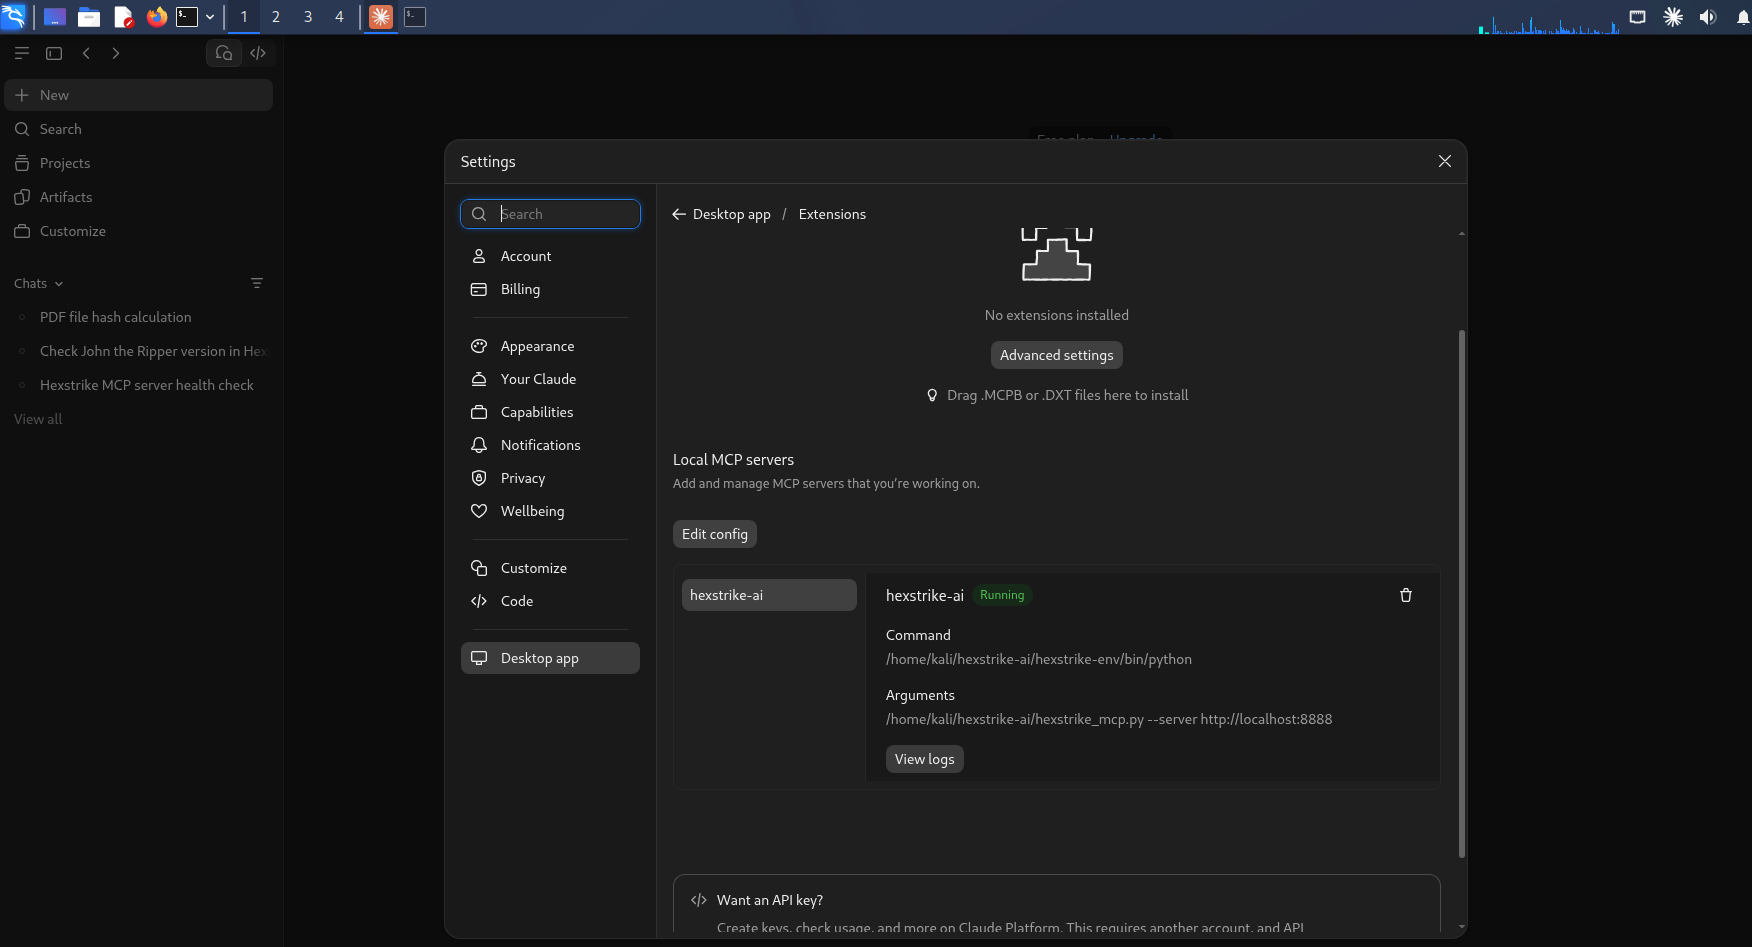 1 2 3 4
New
Search
Projects
Artifacts
Customize
Chats
PDF file hash calculation
Check John the Ripper version in Hex
Hexstrike MCP server health check
View all
Free plan Upgrade
Settings
Search
Account
Billing
Appearance
Your Claude
Capabilities
Notifications
Privacy
Wellbeing
Customize
Code
Desktop app
Desktop app / Extensions
No extensions installed
Advanced settings
Drag .MCPB or .DXT files here to install
Local MCP servers
Add and manage MCP servers that you're working on.
Edit config
hexstrike-ai
hexstrike-ai Running
Command
/home/kali/hexstrike-ai/hexstrike-env/bin/python
Arguments
/home/kali/hexstrike-ai/hexstrike_mcp.py --server http://localhost:8888
View logs
Want an API key?
Create keys, check usage, and more on Claude Platform. This requires another account, and API